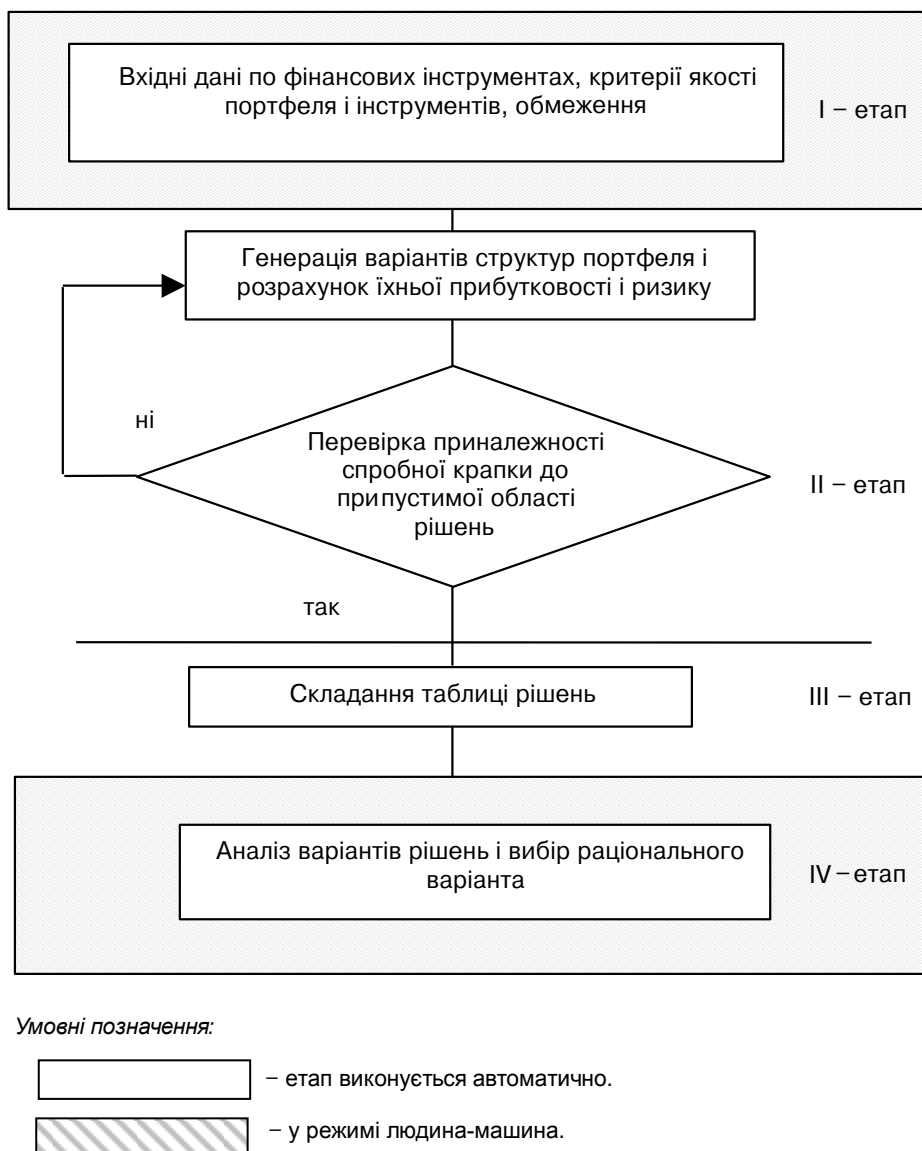 Вхідні дані по фінансових інструментах, критерії якості
портфеля і інструментів, обмеження
I – етап
Генерація варіантів структур портфеля і
розрахунок їхньої прибутковості і ризику
ні
Перевірка приналежності
спробної крапки до
припустимої області
рішень
II – етап
так
Складання таблиці рішень
III – етап
Аналіз варіантів рішень і вибір раціонального
варіанта
IV – етап
Умовні позначення:
– етап виконується автоматично.
– у режимі людина-машина.